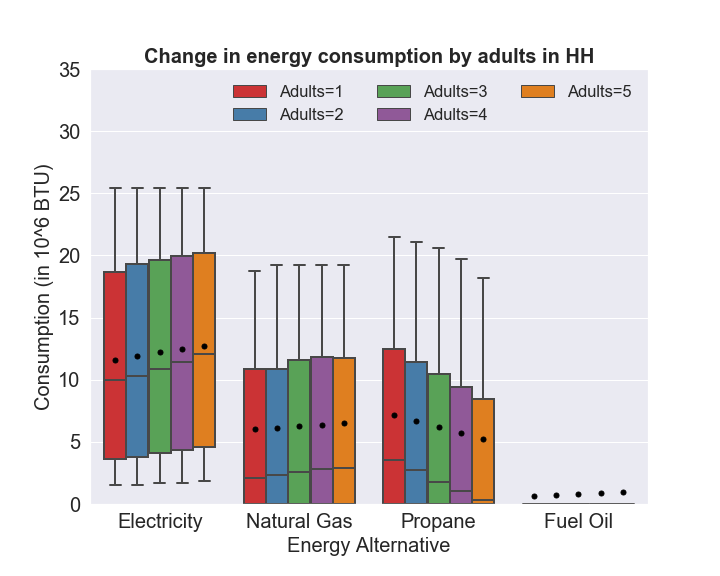 Change in energy consumption by adults in HH
35
30
25
20
15
10
5
0
Consumption (in 10^6 BTU)
Adults=1
Adults=2
Adults=3
Adults=4
Adults=5
Electricity
Natural Gas
Propane
Fuel Oil
Energy Alternative